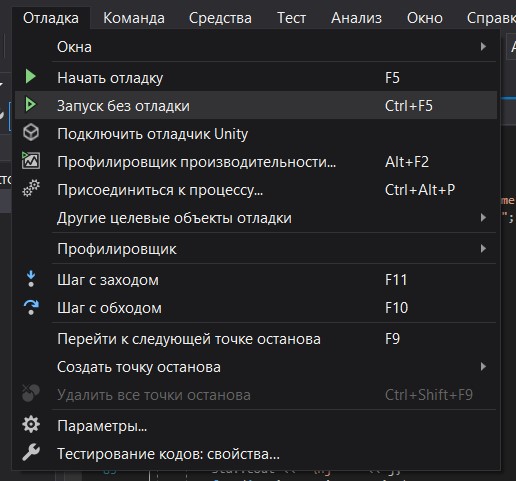 Отладка Команда Средства Тест Анализ Окно Справк
Окна
Начать отладку F5
Запуск без отладки Ctrl+F5
Подключить отладчик Unity
Профилировщик производительности... Alt+F2
Присоединиться к процессу... Ctrl+Alt+P
Другие целевые объекты отладки
Профилировщик
Шаг с заходом F11
Шаг с обходом F10
Перейти к следующей точке останова F9
Создать точку останова
Удалить все точки останова Ctrl+Shift+F9
Параметры...
Тестирование кодов: свойства...